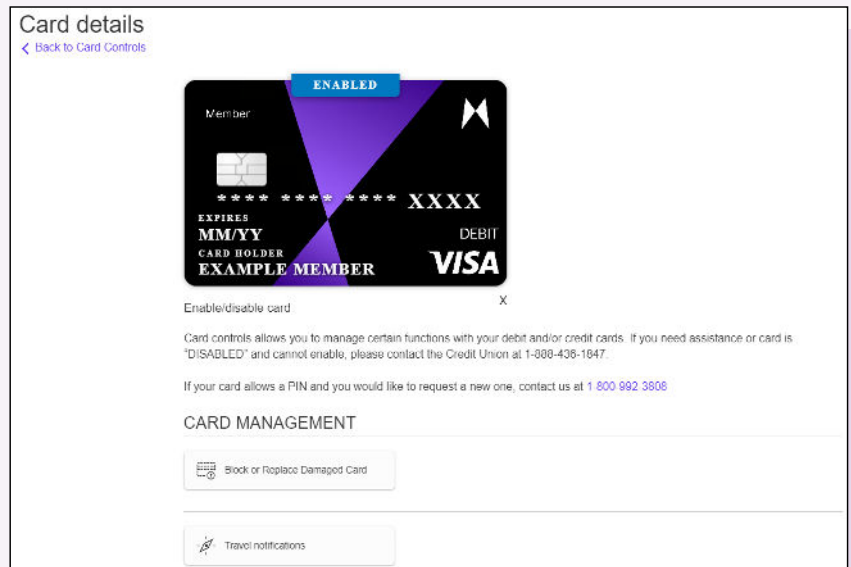 Card details
Back to Card Controls
ENABLED
Member
**** **** **** XXXX
EXPIRES
MM/YY
DEBIT
CARD HOLDER
EXAMPLE MEMBER
VISA
Enable/disable card
X
Card controls allows you to manage certain functions with your debit and/or credit cards. If you need assistance or card is
"DISABLED" and cannot enable, please contact the Credit Union at 1-888-436-1847.
If your card allows a PIN and you would like to request a new one, contact us at 1-800-992-3808
CARD MANAGEMENT
Block or Replace Damaged Card
Travel notifications